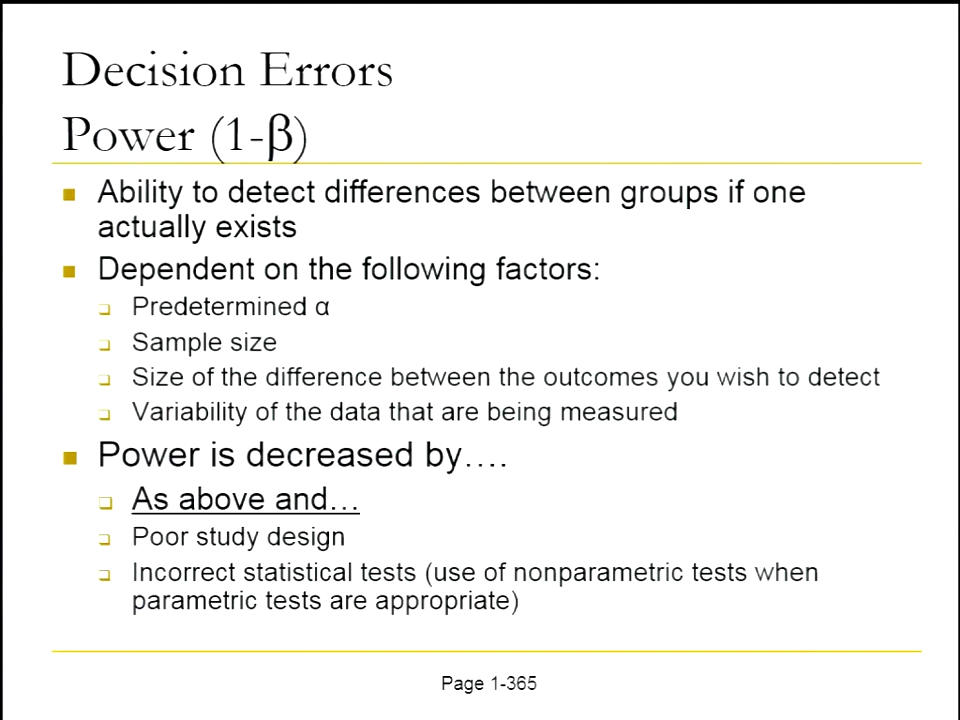 Decision Errors
Power (1-β)
Ability to detect differences between groups if one
actually exists
Dependent on the following factors:
Predetermined α
Sample size
Size of the difference between the outcomes you wish to detect
Variability of the data that are being measured
Power is decreased by….
As above and…
Poor study design
Incorrect statistical tests (use of nonparametric tests when
parametric tests are appropriate)
Page 1-365